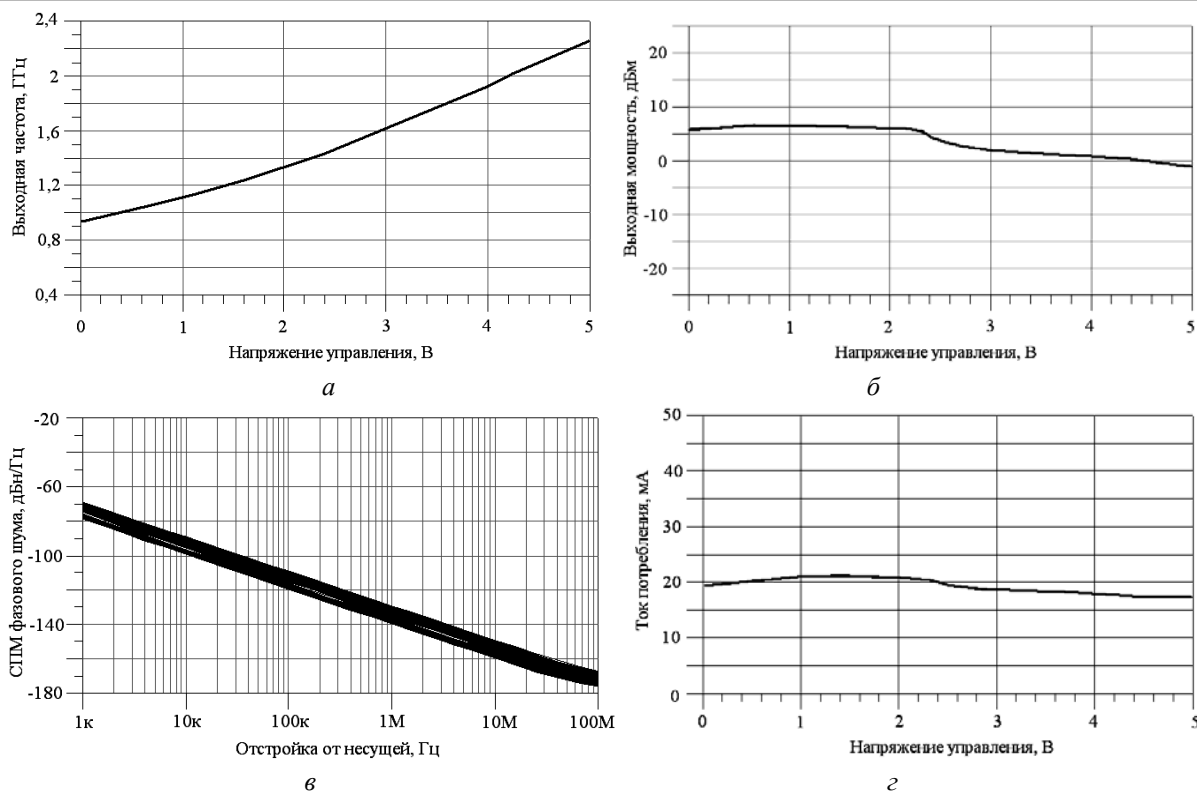 Выходная частота, ГГц
2,4
2
1,6
1,2
0,8
0,4
0 1 2 3 4 5
Напряжение управления, В
а
Выходная мощность, дБм
20
10
0
-10
-20
0 1 2 3 4 5
Напряжение управления, В
б
СПМ фазового шума, дБн/Гц
-20
-60
-100
-140
-180
1к 10к 100к 1М 10М 100М
Отстройка от несущей, Гц
в
Ток потребления, мА
50
40
30
20
10
0
0 1 2 3 4 5
Напряжение управления, В
г